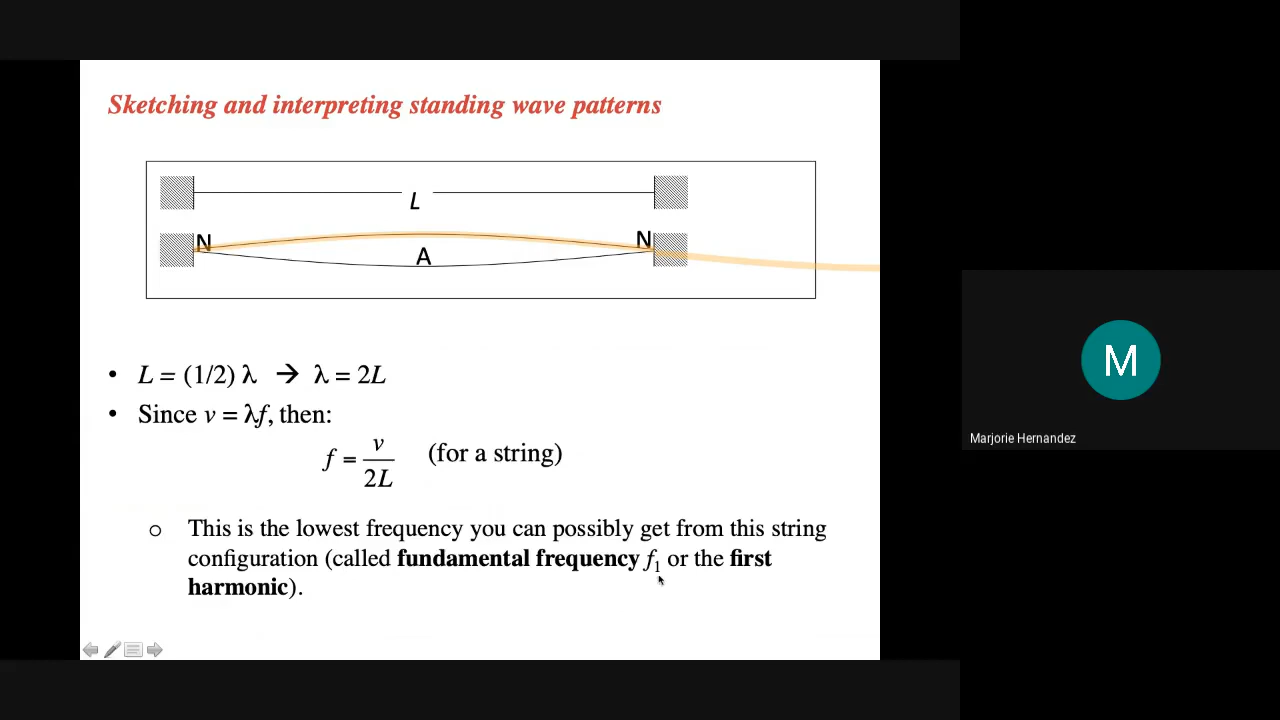 Sketching and interpreting standing wave patterns
L
N N
A
• L = (1/2) λ → λ = 2L
• Since v = λf, then:
f = v/2L (for a string)
o This is the lowest frequency you can possibly get from this string
configuration (called fundamental frequency f₁ or the first
harmonic).
M
Marjorie Hernandez